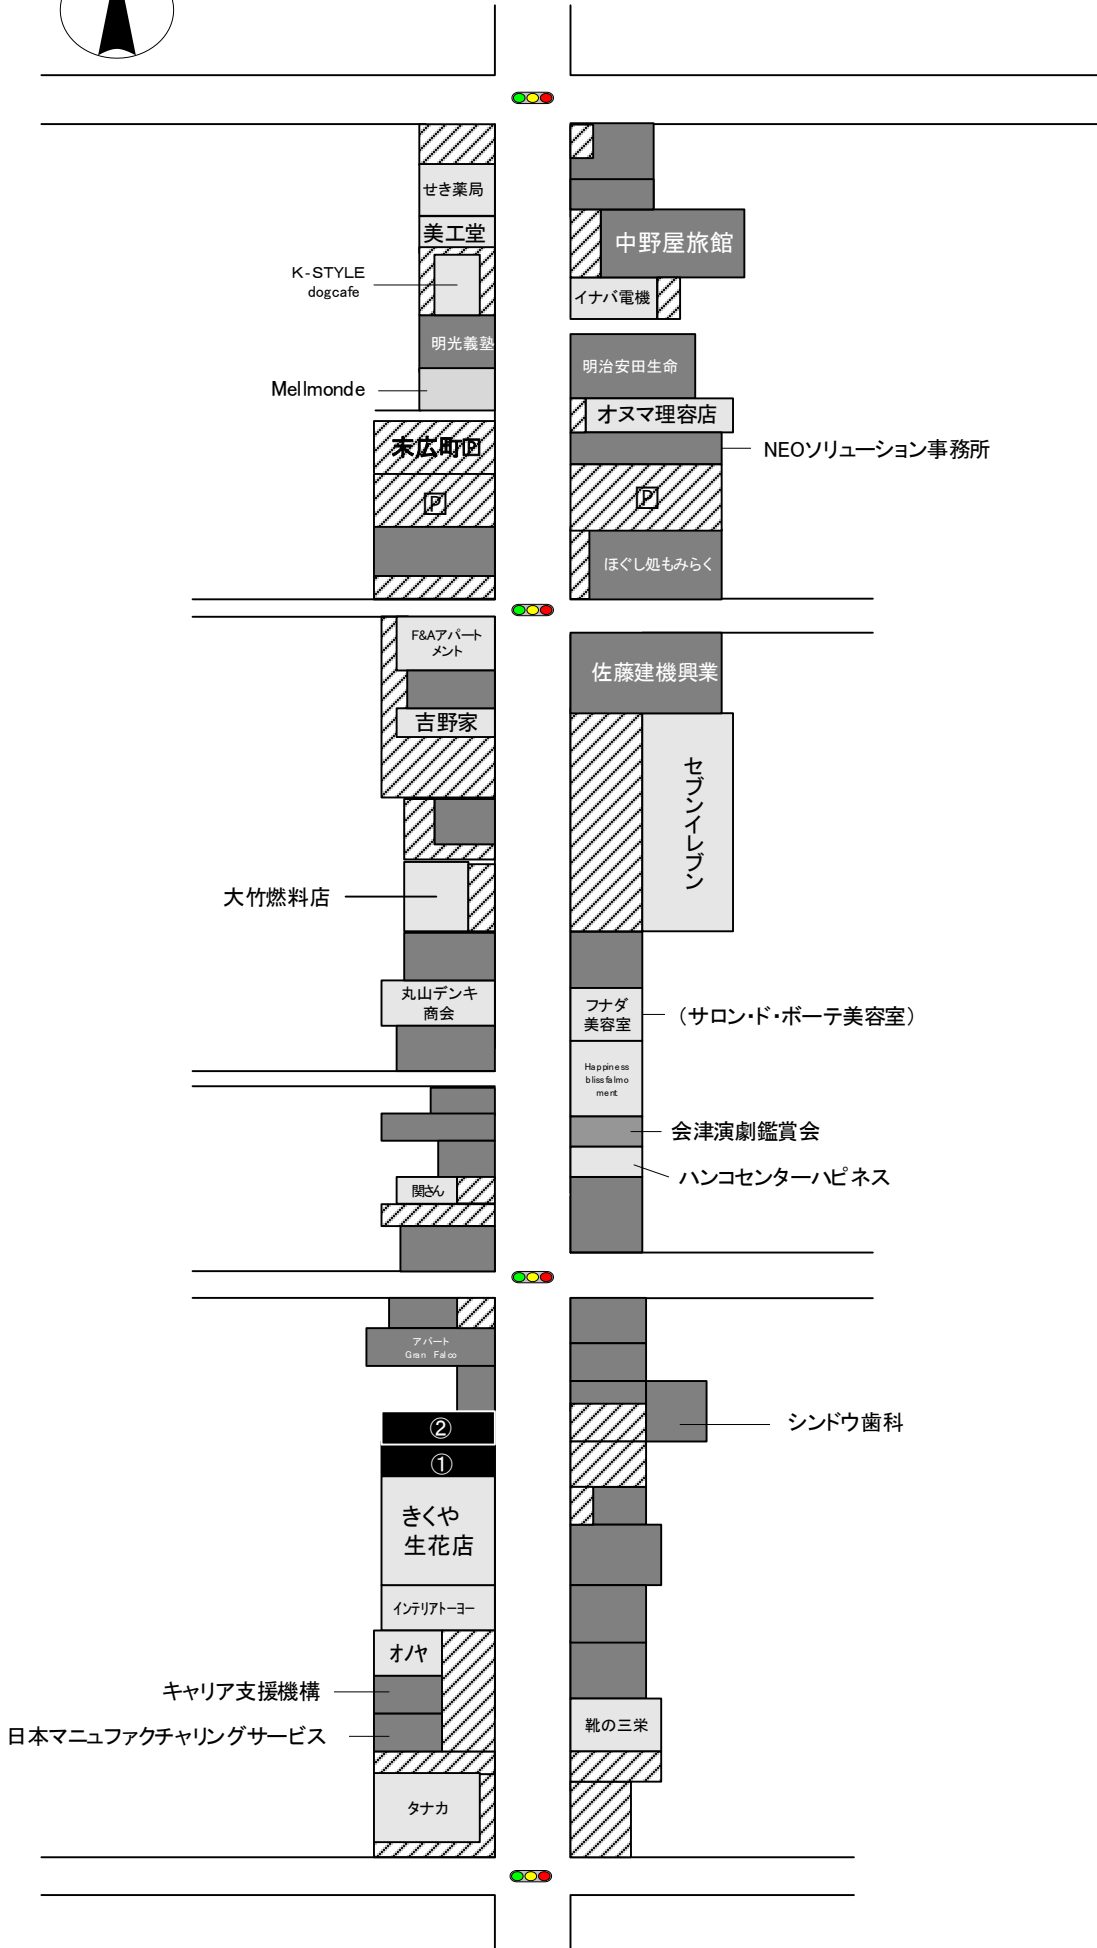 せき薬局
美工堂
中野屋旅館
K-STYLE
dogcafe
イナバ電機
明光義塾
明治安田生命
Mellmonde
オヌマ理容店
末広町P
NEOソリューション事務所
P
P
ほぐし処もみらく
F&Aアパート
メント
佐藤建機興業
吉野家
セブンイレブン
大竹燃料店
丸山デンキ
商会
フナダ
美容室
（サロン・ド・ボーテ美容室）
Happiness
blissfalmo
ment
会津演劇鑑賞会
ハンコセンターハピネス
関さん
アパート
Gran Falco
②
シンドウ歯科
①
きくや
生花店
インテリアトーヨー
オノヤ
キャリア支援機構
靴の三栄
日本マニュファクチャリングサービス
タナカ